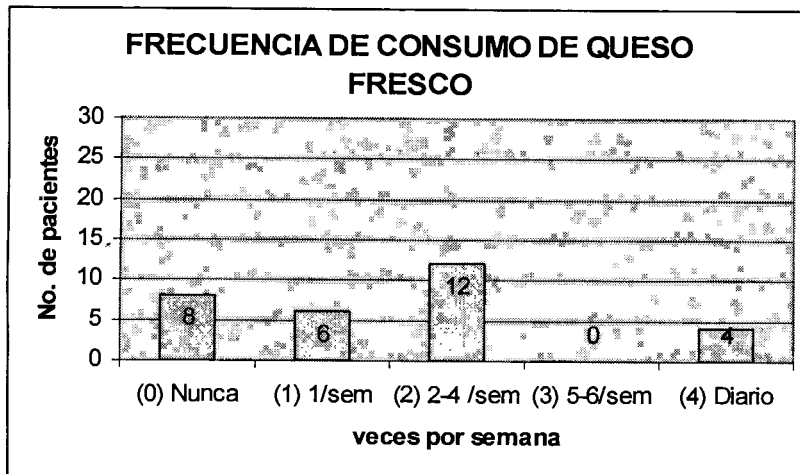 FRECUENCIA DE CONSUMO DE QUESO
FRESCO
No. de pacientes
30
25
20
15
10
5
0
8
6
12
0
4
(0) Nunca
(1) 1/sem
(2) 2-4 /sem
(3) 5-6/sem
(4) Diario
veces por semana